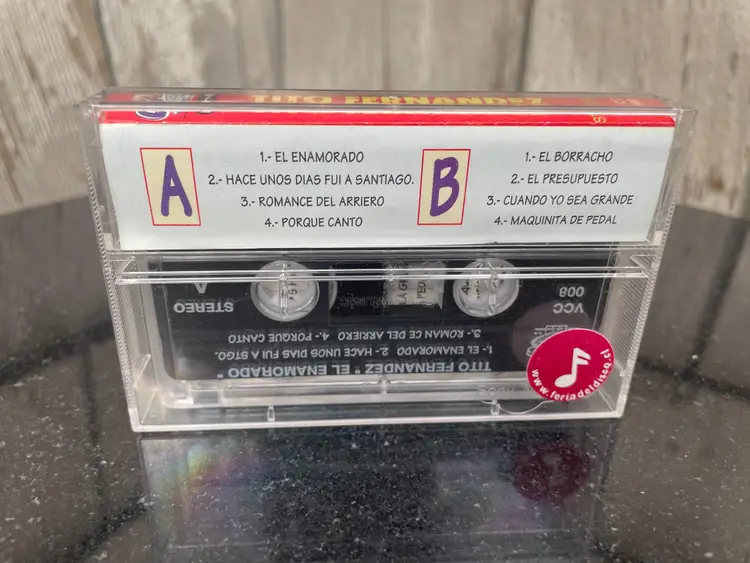 TITO FERNANDEZ
A
1.- EL ENAMORADO
2.- HACE UNOS DIAS FUI A SANTIAGO.
3.- ROMANCE DEL ARRIERO
4.- PORQUE CANTO
B
1.- EL BORRACHO
2.- EL PRESUPUESTO
3.- CUANDO YO SEA GRANDE
4.- MAQUINITA DE PEDAL
TITO FERNANDEZ " EL ENAMORADO "
1. EL ENAMORADO 2.- HACE UNOS DIAS FUI A STGO.
3.- ROMAN CE DEL ARRIERO 4.- PORQUE CANTO
A
STEREO
VCC
008
www.feriadeldisco.cl